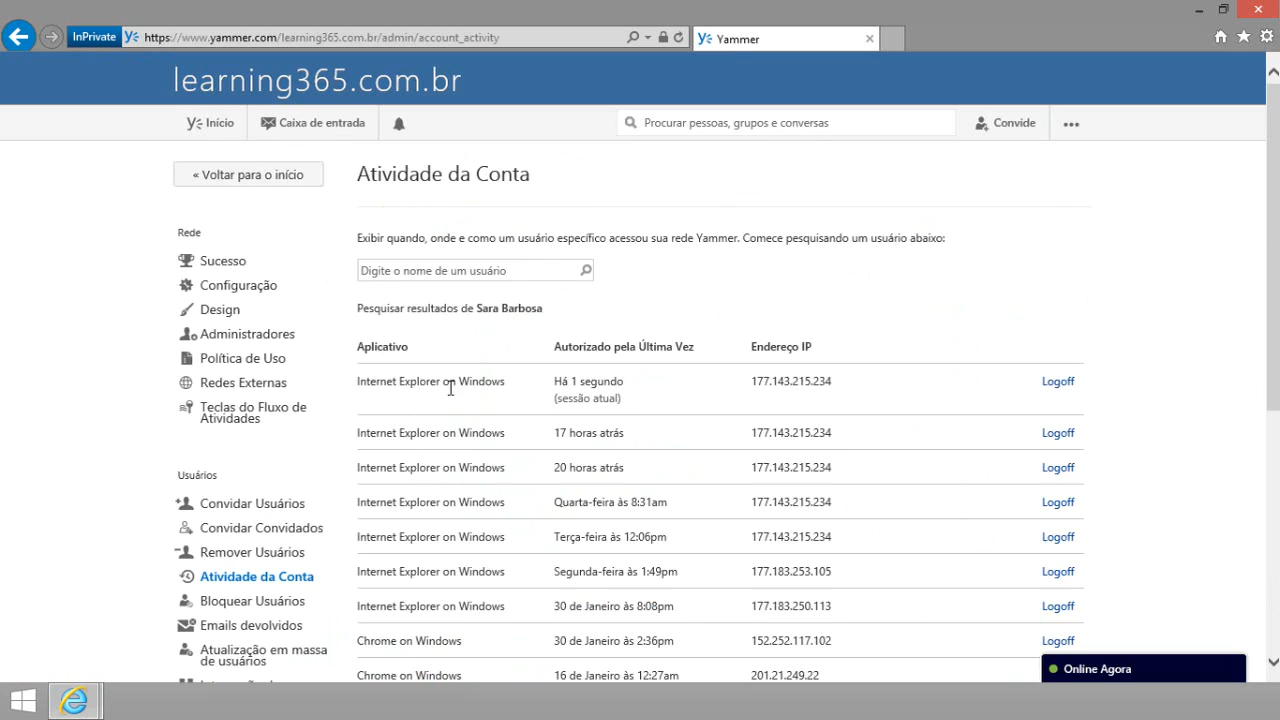 InPrivate
https://www.yammer.com/learning365.com.br/admin/account_activity
Yammer
learning365.com.br
Início
Caixa de entrada
Procurar pessoas, grupos e conversas
Convide
« Voltar para o início
Atividade da Conta
Rede
Sucesso
Configuração
Design
Administradores
Política de Uso
Redes Externas
Teclas do Fluxo de
Atividades
Usuários
Convidar Usuários
Convidar Convidados
Remover Usuários
Atividade da Conta
Bloquear Usuários
Emails devolvidos
Atualização em massa
de usuários
Exibir quando, onde e como um usuário específico acessou sua rede Yammer. Comece pesquisando um usuário abaixo:
Digite o nome de um usuário
Pesquisar resultados de Sara Barbosa
Aplicativo Autorizado pela Última Vez Endereço IP
Internet Explorer on Windows Há 1 segundo 177.143.215.234 Logoff
(sessão atual)
Internet Explorer on Windows 17 horas atrás 177.143.215.234 Logoff
Internet Explorer on Windows 20 horas atrás 177.143.215.234 Logoff
Internet Explorer on Windows Quarta-feira às 8:31am 177.143.215.234 Logoff
Internet Explorer on Windows Terça-feira às 12:06pm 177.143.215.234 Logoff
Internet Explorer on Windows Segunda-feira às 1:49pm 177.183.253.105 Logoff
Internet Explorer on Windows 30 de Janeiro às 8:08pm 177.183.250.113 Logoff
Chrome on Windows 30 de Janeiro às 2:36pm 152.252.117.102 Logoff
Chrome on Windows 16 de Janeiro às 12:27am 201.21.249.22
Online Agora